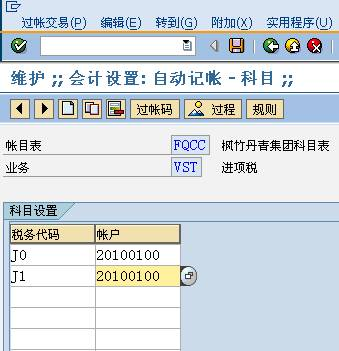 过帐交易(P) 编辑(E) 转到(G) 附加(X) 实用程序(U)
维护 ;; 会计设置: 自动记帐 - 科目 ;;
过帐码 过程 规则
帐目表 FQCC 枫竹丹青集团科目表
业务 VST 进项税
科目设置
税务代码 帐户
J0 20100100
J1 20100100